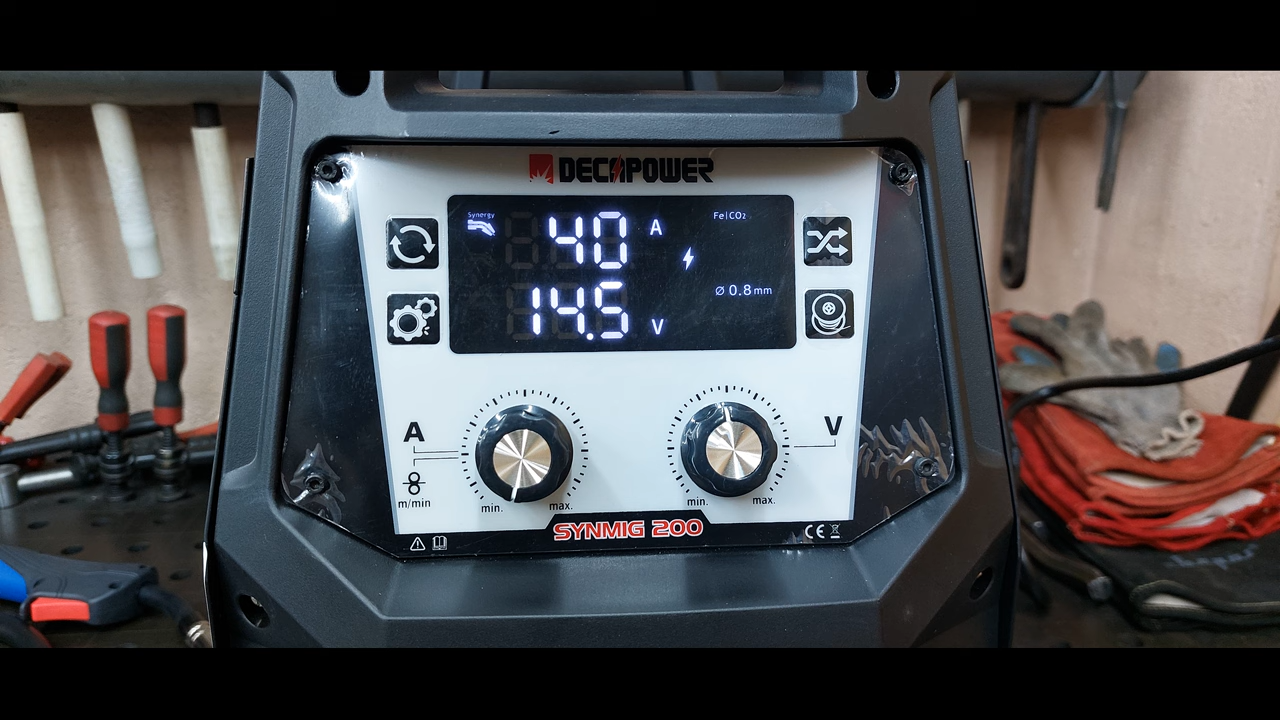 DECAPOWER
Synergy
40 A
Fe|CO₂
14.5 V
Ø 0.8 mm
A
V
m/min
min. max.
min. max.
SYNMIG 200
CE